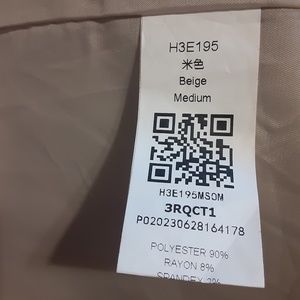 H3E195
米色
Beige
Medium
H3E195MSOM
3RQCT1
P020230628164178
POLYESTER 90%
RAYON 8%
SPANDEX 2%